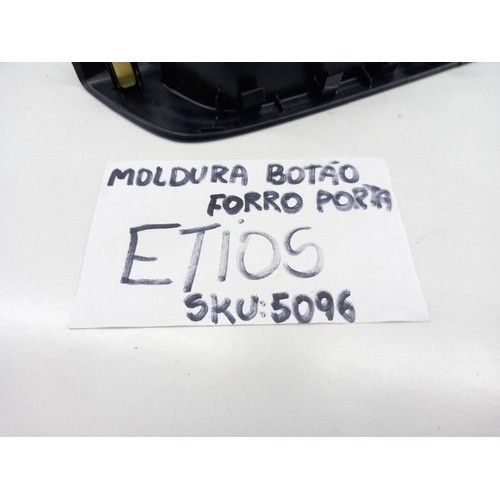 MOLDURA BOTÃO
FORRO PORTA
ETIOS
SKU:5096